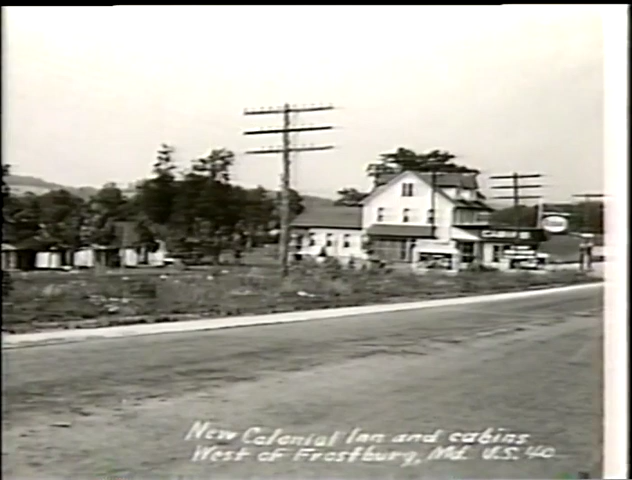 New Colonial Inn and cabins
West of Frostburg, Md. U.S. 40